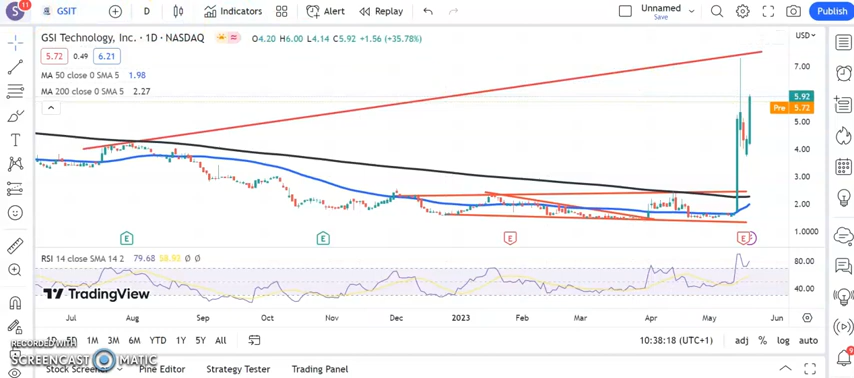 S
11
GSIT
D
Indicators
Alert
Replay
Unnamed
Save
Publish
GSI Technology, Inc. · 1D · NASDAQ
O4.20 H6.00 L4.14 C5.92 +1.56 (+35.78%)
USD
5.72 0.49 6.21
MA 50 close 0 SMA 5 1.98
MA 200 close 0 SMA 5 2.27
7.00
5.92
Pre 5.72
5.00
4.00
3.00
2.00
1.0000
E
E
E
E
RSI 14 close SMA 14 2 79.68 58.93 Ø Ø
80.00
40.00
TradingView
Jul Aug Sep Oct Nov Dec 2023 Feb Mar Apr May Jun
1D 5D 1M 3M 6M YTD 1Y 5Y All
10:38:18 (UTC+1) adj % log auto
RECORDED WITH
SCREENCAST MATIC
Stock Screener Pine Editor Strategy Tester Trading Panel
9